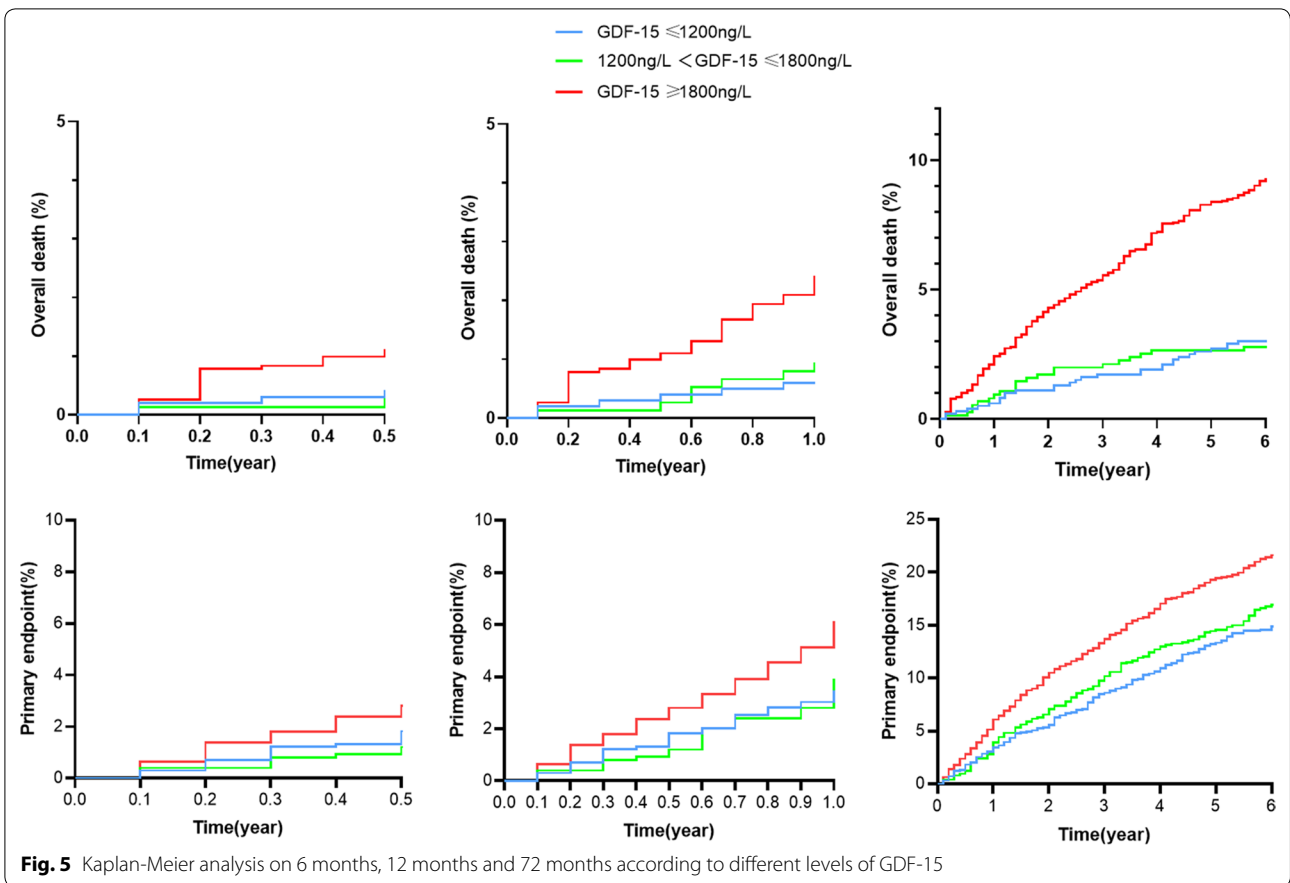 GDF-15 ≤1200ng/L
1200ng/L <GDF-15 ≤1800ng/L
GDF-15 ≥1800ng/L
Overall death (%)
5
0
0.0 0.1 0.2 0.3 0.4 0.5
Time(year)
Overall death (%)
5
0
0.0 0.2 0.4 0.6 0.8 1.0
Time(year)
Overall death (%)
10
5
0
0 1 2 3 4 5 6
Time(year)
Primary endpoint(%)
10
8
6
4
2
0
0.0 0.1 0.2 0.3 0.4 0.5
Time(year)
Primary endpoint(%)
10
8
6
4
2
0
0.0 0.1 0.2 0.3 0.4 0.5 0.6 0.7 0.8 0.9 1.0
Time(year)
Primary endpoint(%)
25
20
15
10
5
0
0 1 2 3 4 5 6
Time(year)
Fig. 5 Kaplan-Meier analysis on 6 months, 12 months and 72 months according to different levels of GDF-15